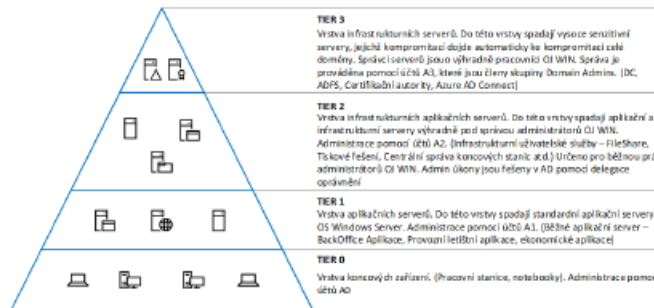 TIER 3
Vrstva infrastrukturních serverů. Do této vrstvy spadají vysoce senzitivní
servery, jejichž kompromitací dojde automaticky ke kompromitaci celé
domény. Správci serverů jsou výhradně pracovníci OI WIN. Správa je
prováděna pomocí účtů A3, které jsou členy skupiny Domain Admins. (DC,
ADFS, Certifikační autority, Azure AD Connect)
TIER 2
Vrstva infrastrukturních aplikačních serverů. Do této vrstvy spadají aplikační a
infrastrukturní servery výhradně pod správou administrátorů OI WIN.
Administrace pomocí účtů A2. (Infrastrukturní uživatelské služby – FileShare,
Tiskové řešení, Centrální správa koncových stanic atd.) Určeno pro běžnou
administrátorů OI WIN. Admin úkony jsou řešeny v AD pomocí delegace
oprávnění
TIER 1
Vrstva aplikačních serverů. Do této vrstvy spadají standardní aplikační servery
OS Windows Server. Administrace pomocí účtů A1. (Běžné aplikační server –
BackOffice Aplikace, Provozní letištní aplikace, ekonomické aplikace)
TIER 0
Vrstva koncových zařízení. (Pracovní stanice, notebooky). Administrace
účtů A0